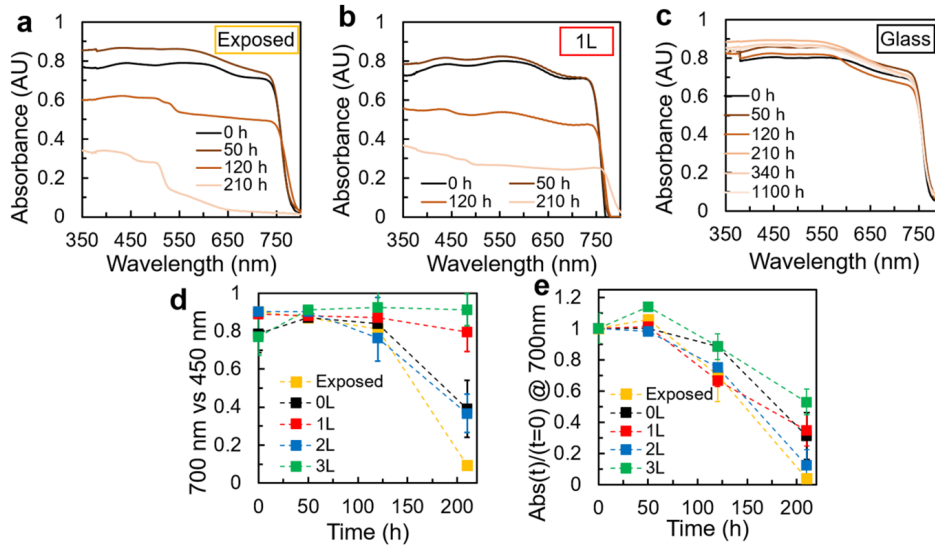 a
Exposed
Absorbance (AU)
1
0.8
0.6
0.4
0.2
0
0 h
50 h
120 h
210 h
350 450 550 650 750
Wavelength (nm)
b
1L
Absorbance (AU)
1
0.8
0.6
0.4
0.2
0
0 h 50 h
120 h 210 h
350 450 550 650 750
Wavelength (nm)
c
Glass
Absorbance (AU)
1
0.8
0.6
0.4
0.2
0
0 h
50 h
120 h
210 h
340 h
1100 h
350 450 550 650 750
Wavelength (nm)
d
700 nm vs 450 nm
1
0.8
0.6
0.4
0.2
0
Exposed
0L
1L
2L
3L
0 50 100 150 200
Time (h)
e
Abs(t)/(t=0) @ 700nm
1.2
1
0.8
0.6
0.4
0.2
0
Exposed
0L
1L
2L
3L
0 50 100 150 200
Time (h)